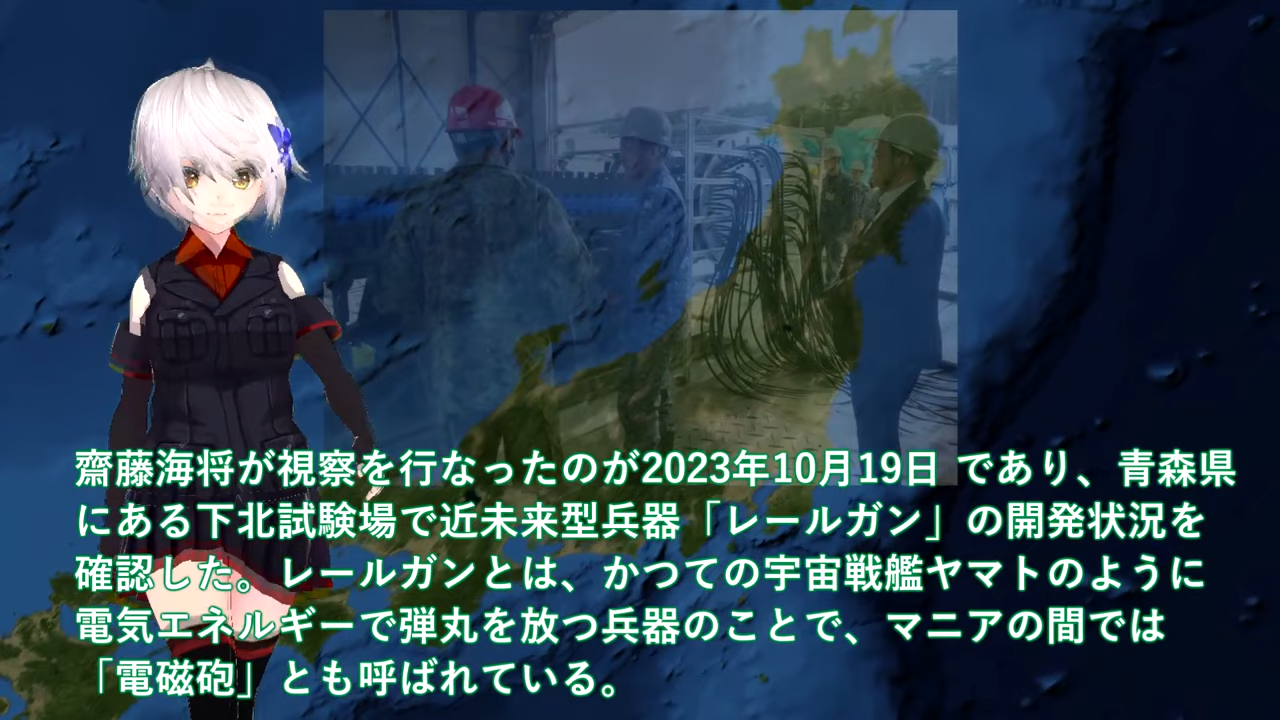 齋藤海将が視察を行なったのが2023年10月19日 であり、青森県
にある下北試験場で近未来型兵器「レールガン」の開発状況を
確認した。レールガンとは、かつての宇宙戦艦ヤマトのように
電気エネルギーで弾丸を放つ兵器のことで、マニアの間では
「電磁砲」とも呼ばれている。